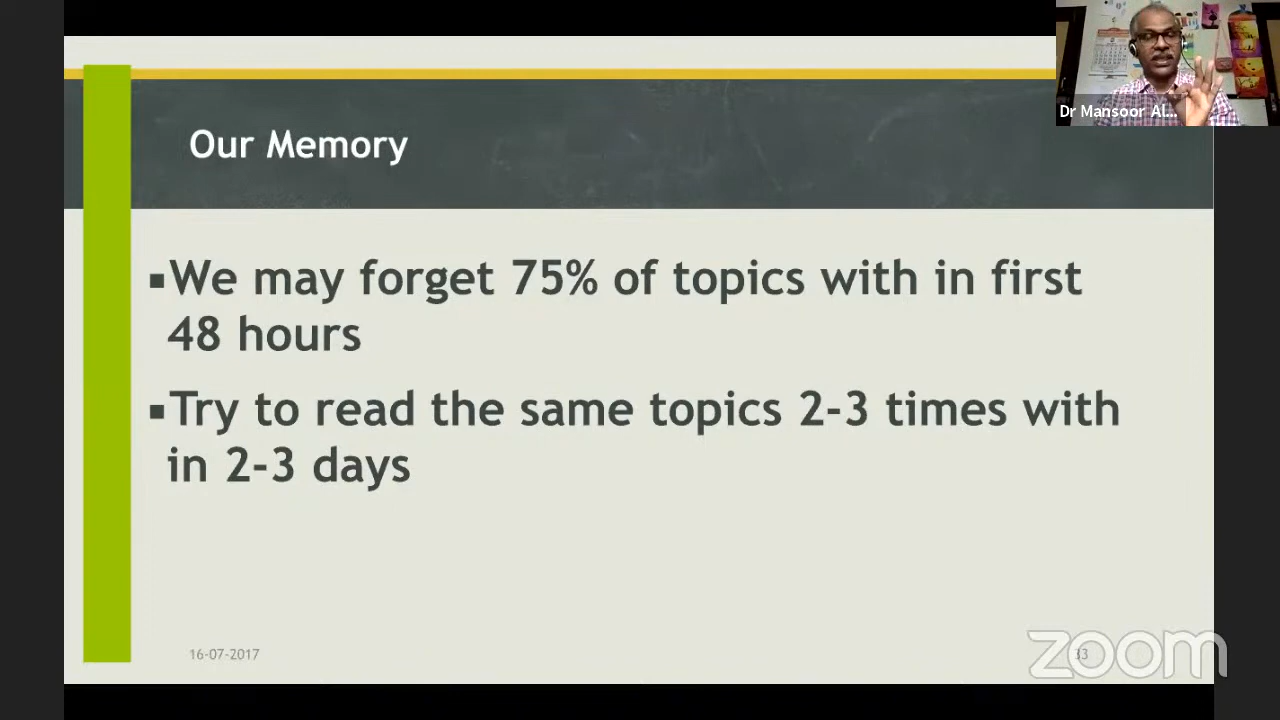 Our Memory
Dr Mansoor Al...
▪We may forget 75% of topics with in first
48 hours
▪Try to read the same topics 2-3 times with
in 2-3 days
16-07-2017
33
zoom